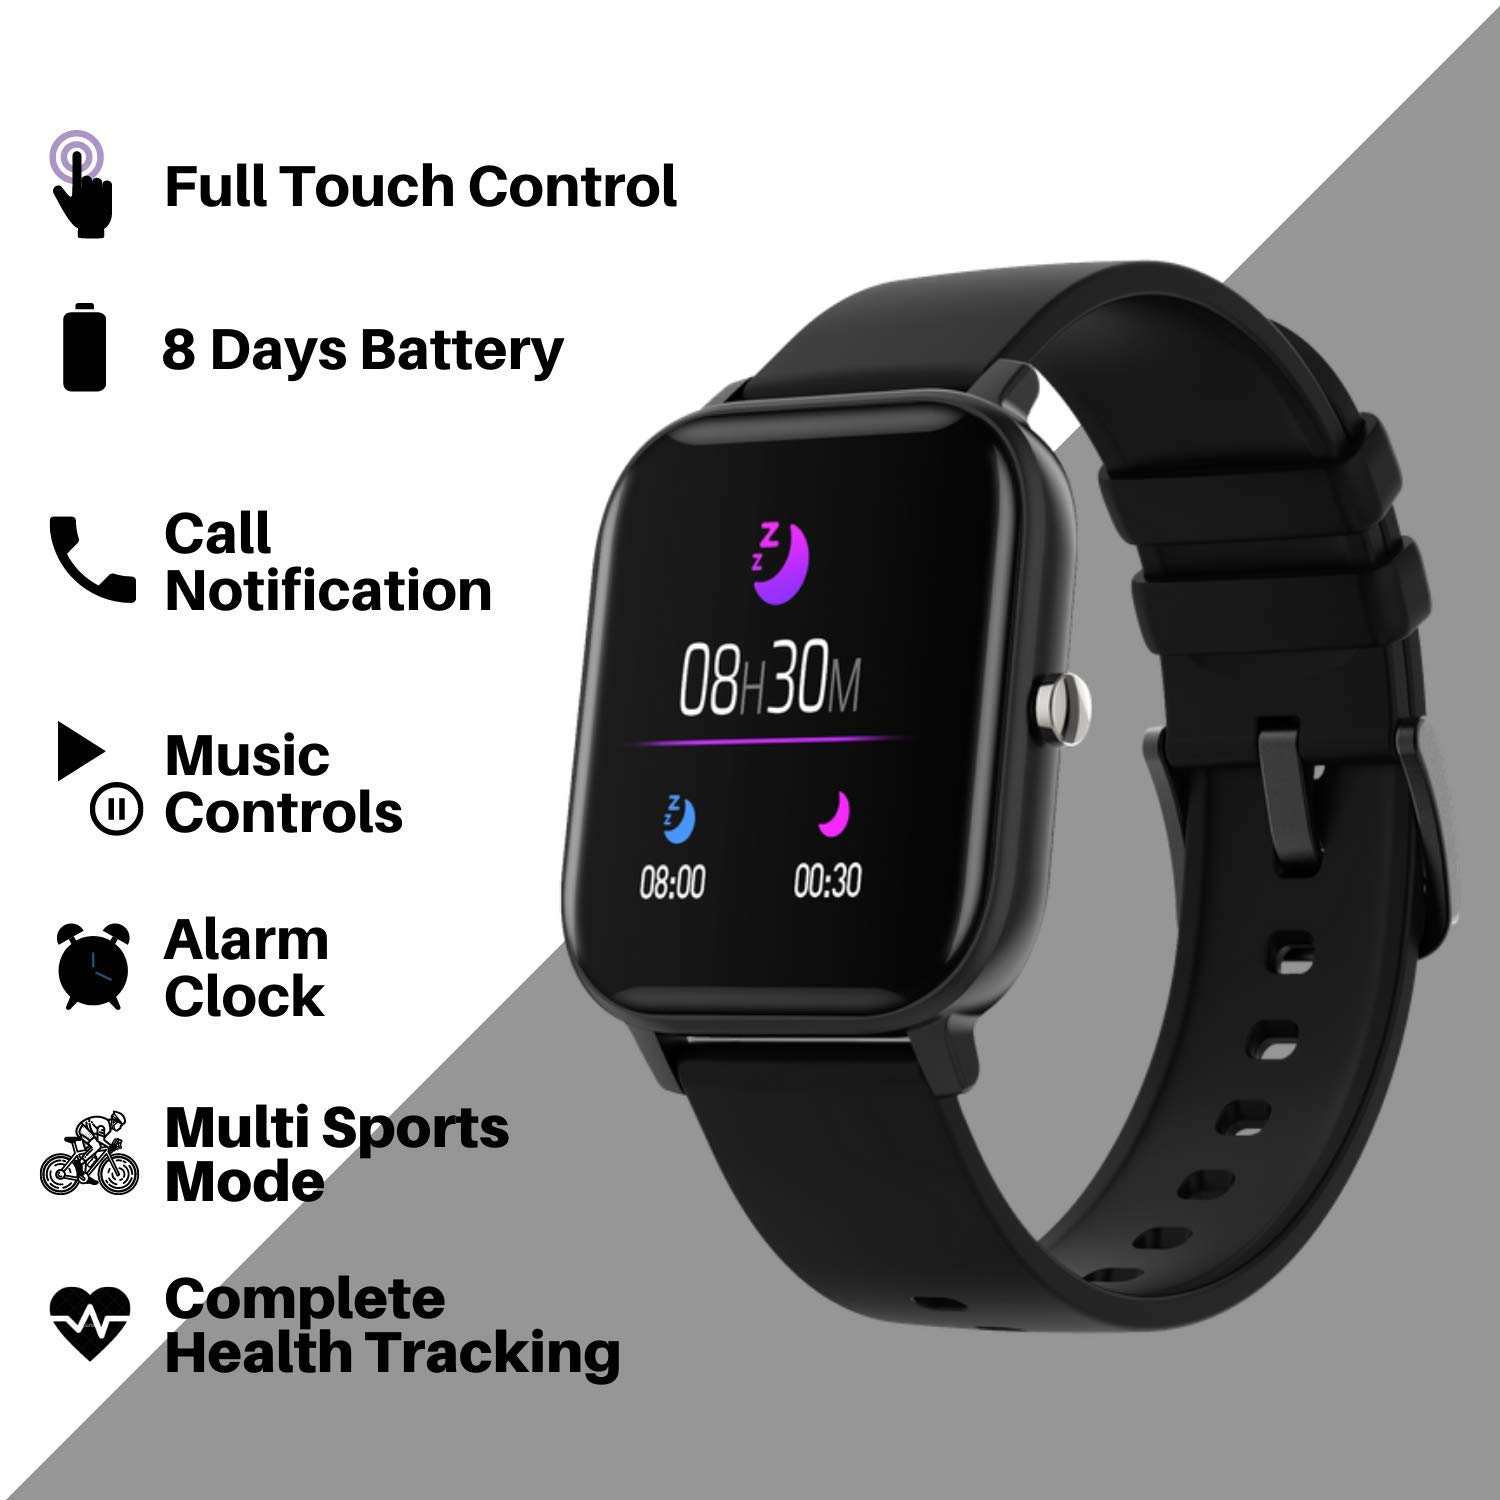 Full Touch Control
8 Days Battery
Call
Notification
Music
Controls
Alarm
Clock
Multi Sports
Mode
Complete
Health Tracking
z
z
08H30M
z
z
08:00
00:30